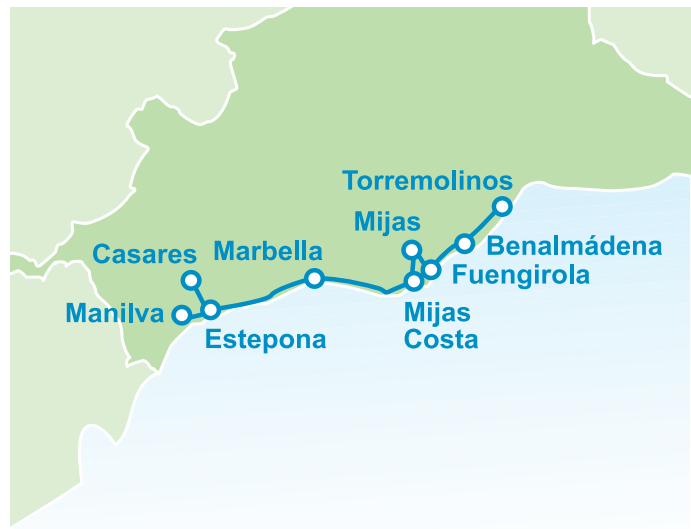 Torremolinos
Mijas
Benalmádena
Casares
Marbella
Fuengirola
Manilva
Mijas
Costa
Estepona